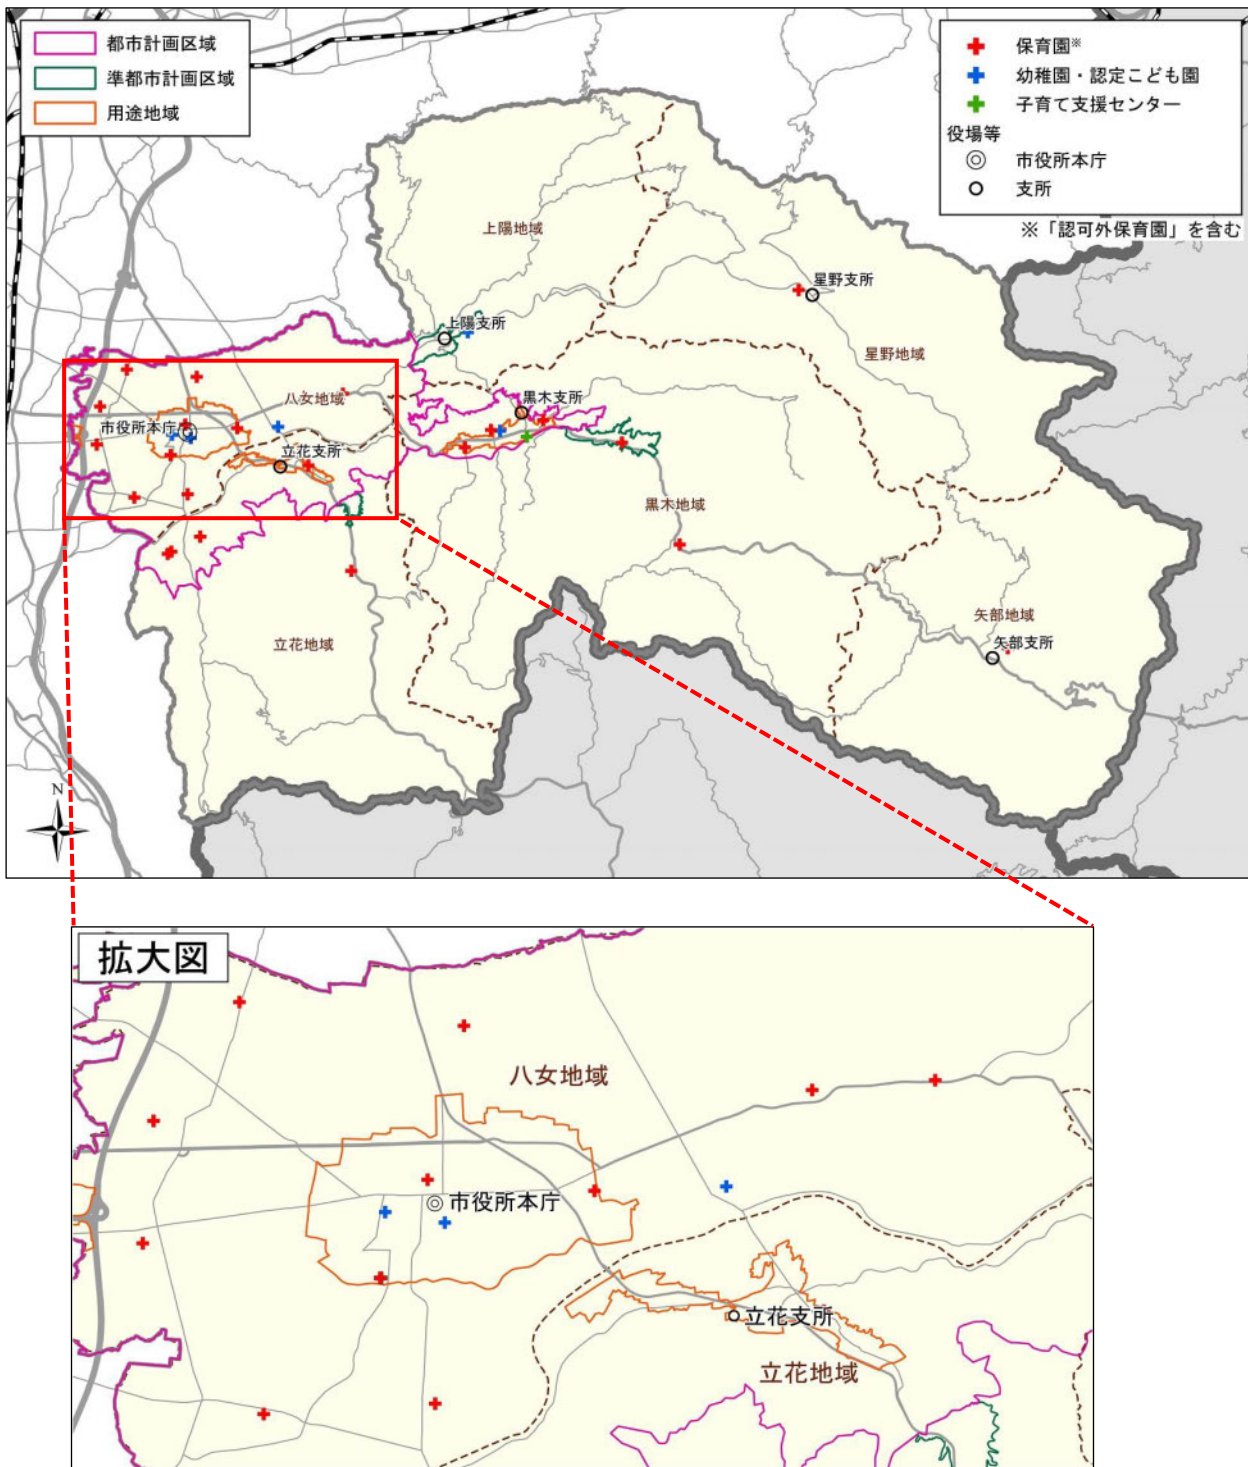 都市計画区域
準都市計画区域
用途地域
保育園※
幼稚園・認定こども園
子育て支援センター
役場等
市役所本庁
支所
※「認可外保育園」を含む
上陽地域
星野支所
上陽支所
星野地域
八女地域
黒木支所
市役所本庁
立花支所
黒木地域
矢部地域
立花地域
矢部支所
N
拡大図
八女地域
市役所本庁
立花支所
立花地域